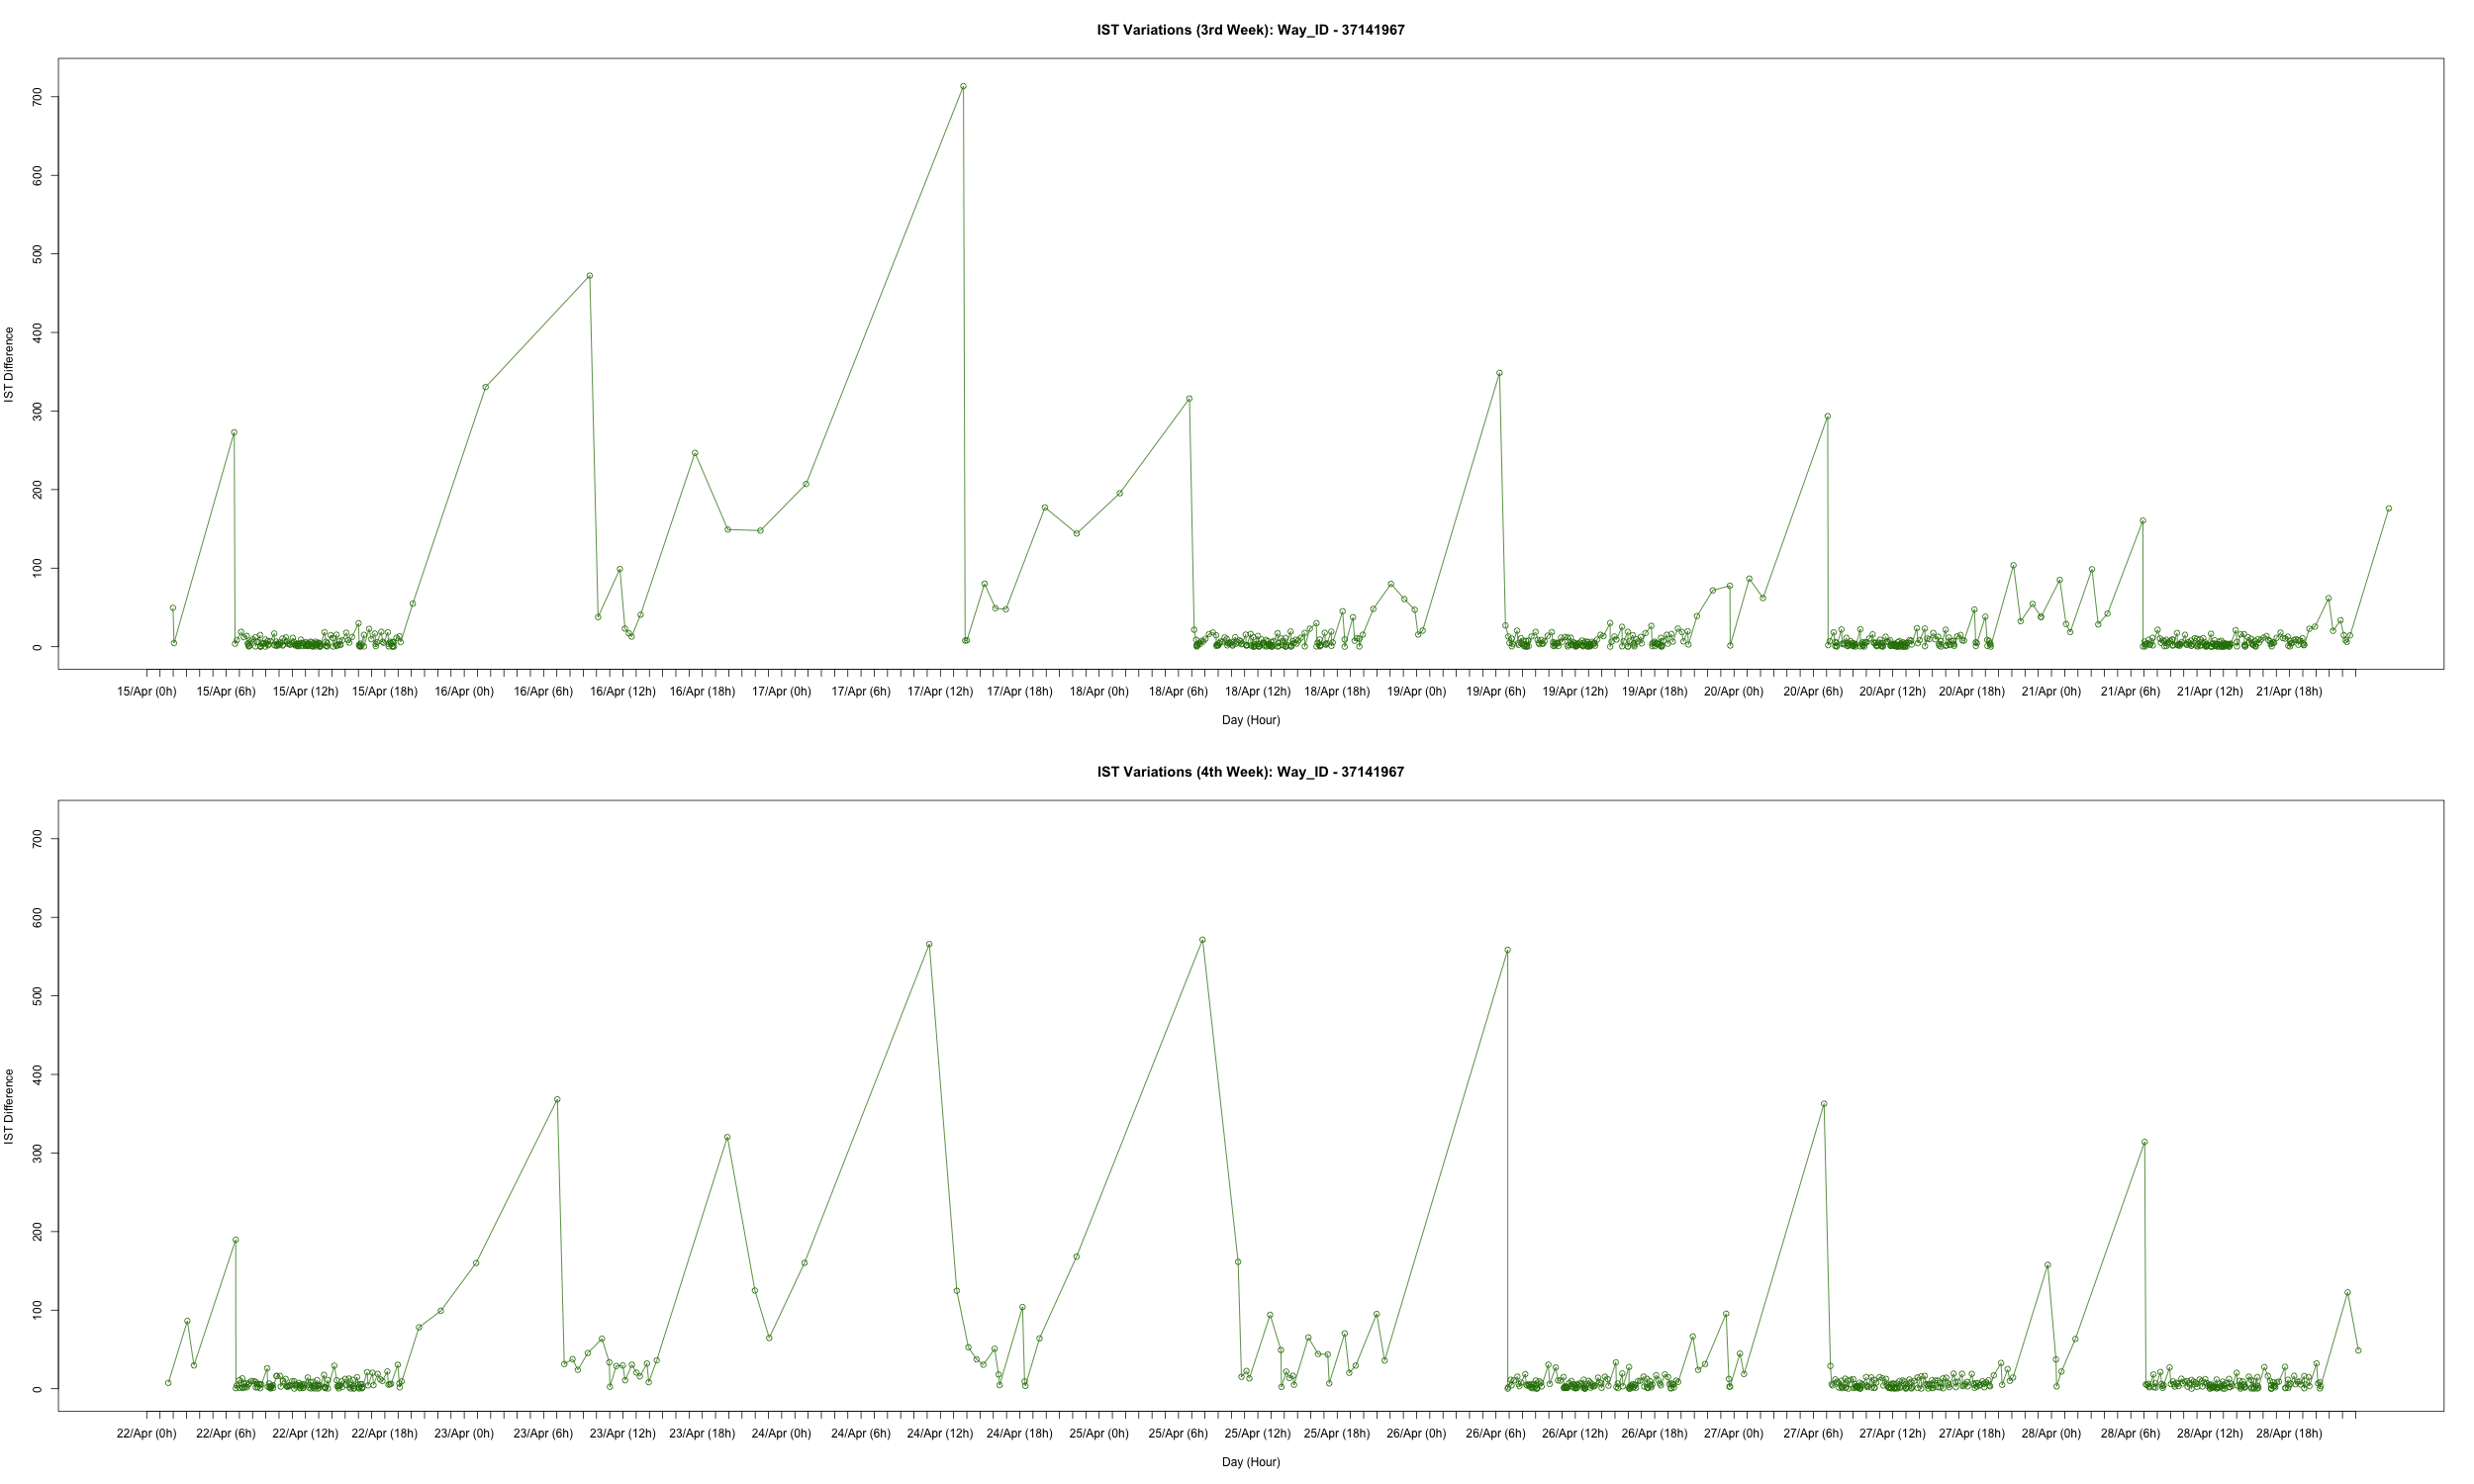 IST Variations (3rd Week): Way_ID - 37141967
IST Difference
700
600
500
400
300
200
100
0
15/Apr (0h) 15/Apr (6h) 15/Apr (12h) 15/Apr (18h) 16/Apr (0h) 16/Apr (6h) 16/Apr (12h) 16/Apr (18h) 17/Apr (0h) 17/Apr (6h) 17/Apr (12h) 17/Apr (18h) 18/Apr (0h) 18/Apr (6h) 18/Apr (12h) 18/Apr (18h) 19/Apr (0h) 19/Apr (6h) 19/Apr (12h) 19/Apr (18h) 20/Apr (0h) 20/Apr (6h) 20/Apr (12h) 20/Apr (18h) 21/Apr (0h) 21/Apr (6h) 21/Apr (12h) 21/Apr (18h)
Day (Hour)
IST Variations (4th Week): Way_ID - 37141967
IST Difference
700
600
500
400
300
200
100
0
22/Apr (0h) 22/Apr (6h) 22/Apr (12h) 22/Apr (18h) 23/Apr (0h) 23/Apr (6h) 23/Apr (12h) 23/Apr (18h) 24/Apr (0h) 24/Apr (6h) 24/Apr (12h) 24/Apr (18h) 25/Apr (0h) 25/Apr (6h) 25/Apr (12h) 25/Apr (18h) 26/Apr (0h) 26/Apr (6h) 26/Apr (12h) 26/Apr (18h) 27/Apr (0h) 27/Apr (6h) 27/Apr (12h) 27/Apr (18h) 28/Apr (0h) 28/Apr (6h) 28/Apr (12h) 28/Apr (18h)
Day (Hour)